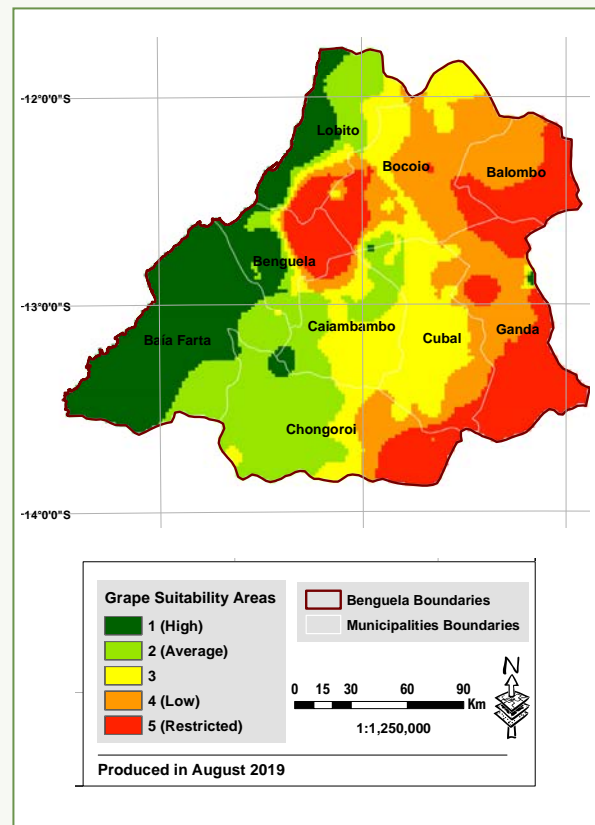 -12°0'0"S
Lobito
Bocoio
Balombo
Benguela
-13°0'0"S
Caiambambo
Cubal
Ganda
Baía Farta
Chongoroi
-14°0'0"S
Grape Suitability Areas
1 (High)
2 (Average)
3
4 (Low)
5 (Restricted)
Benguela Boundaries
Municipalities Boundaries
N
0 15 30 60 90
Km
1:1,250,000
Produced in August 2019